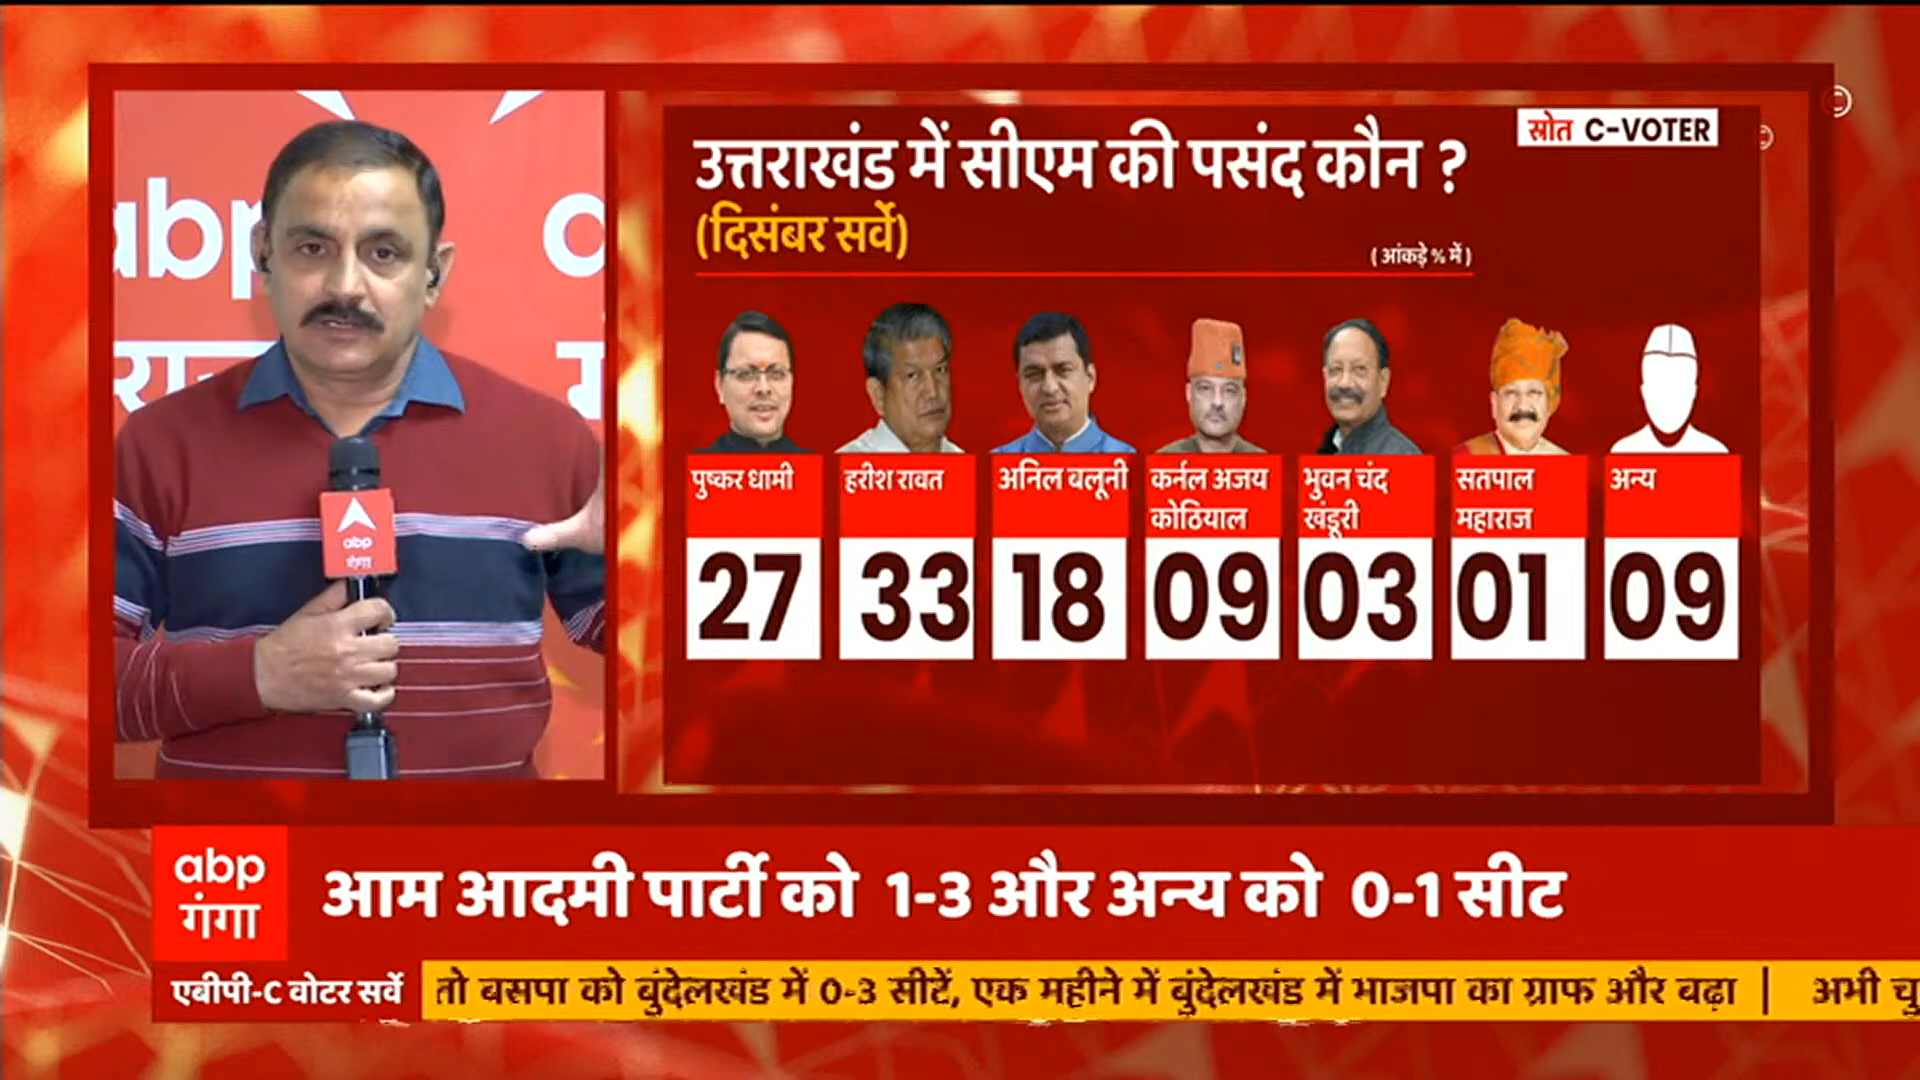 उत्तराखंड में सीएम की पसंद कौन ?
स्रोत C-VOTER
(दिसंबर सर्वे)
( आंकड़े % में )
पुष्कर धामी
हरीश रावत
अनिल बलूनी
कर्नल अजय
कोठियाल
भुवन चंद
खंडूरी
सतपाल
महाराज
अन्य
27
33
18
09
03
01
09
abp
abp
गंगा
abp
गंगा
आम आदमी पार्टी को 1-3 और अन्य को 0-1 सीट
एबीपी-C वोटर सर्वे
तो बसपा को बुंदेलखंड में 0-3 सीटें, एक महीने में बुंदेलखंड में भाजपा का ग्राफ और बढ़ा | अभी